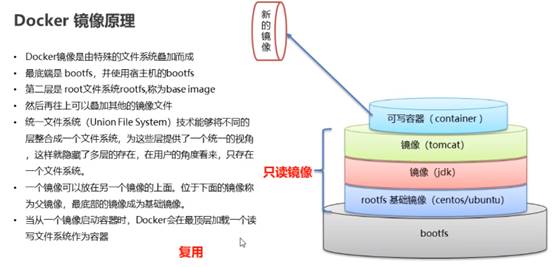 Docker 镜像原理
• Docker镜像是由特殊的文件系统叠加而成
• 最底端是 bootfs，并使用宿主机的bootfs
• 第二层是 root文件系统rootfs,称为base image
• 然后再往上可以叠加其他的镜像文件
• 统一文件系统（Union File System）技术能够将不同的
层整合成一个文件系统，为这些层提供了一个统一的视角
，这样就隐藏了多层的存在，在用户的角度看来，只存在
一个文件系统。
• 一个镜像可以放在另一个镜像的上面。位于下面的镜像称
为父镜像，最底部的镜像成为基础镜像。
• 当从一个镜像启动容器时，Docker会在最顶层加载一个读
写文件系统作为容器
复用
新的镜像
只读镜像
可写容器（container）
镜像（tomcat）
镜像（jdk）
rootfs 基础镜像（centos/ubuntu）
bootfs